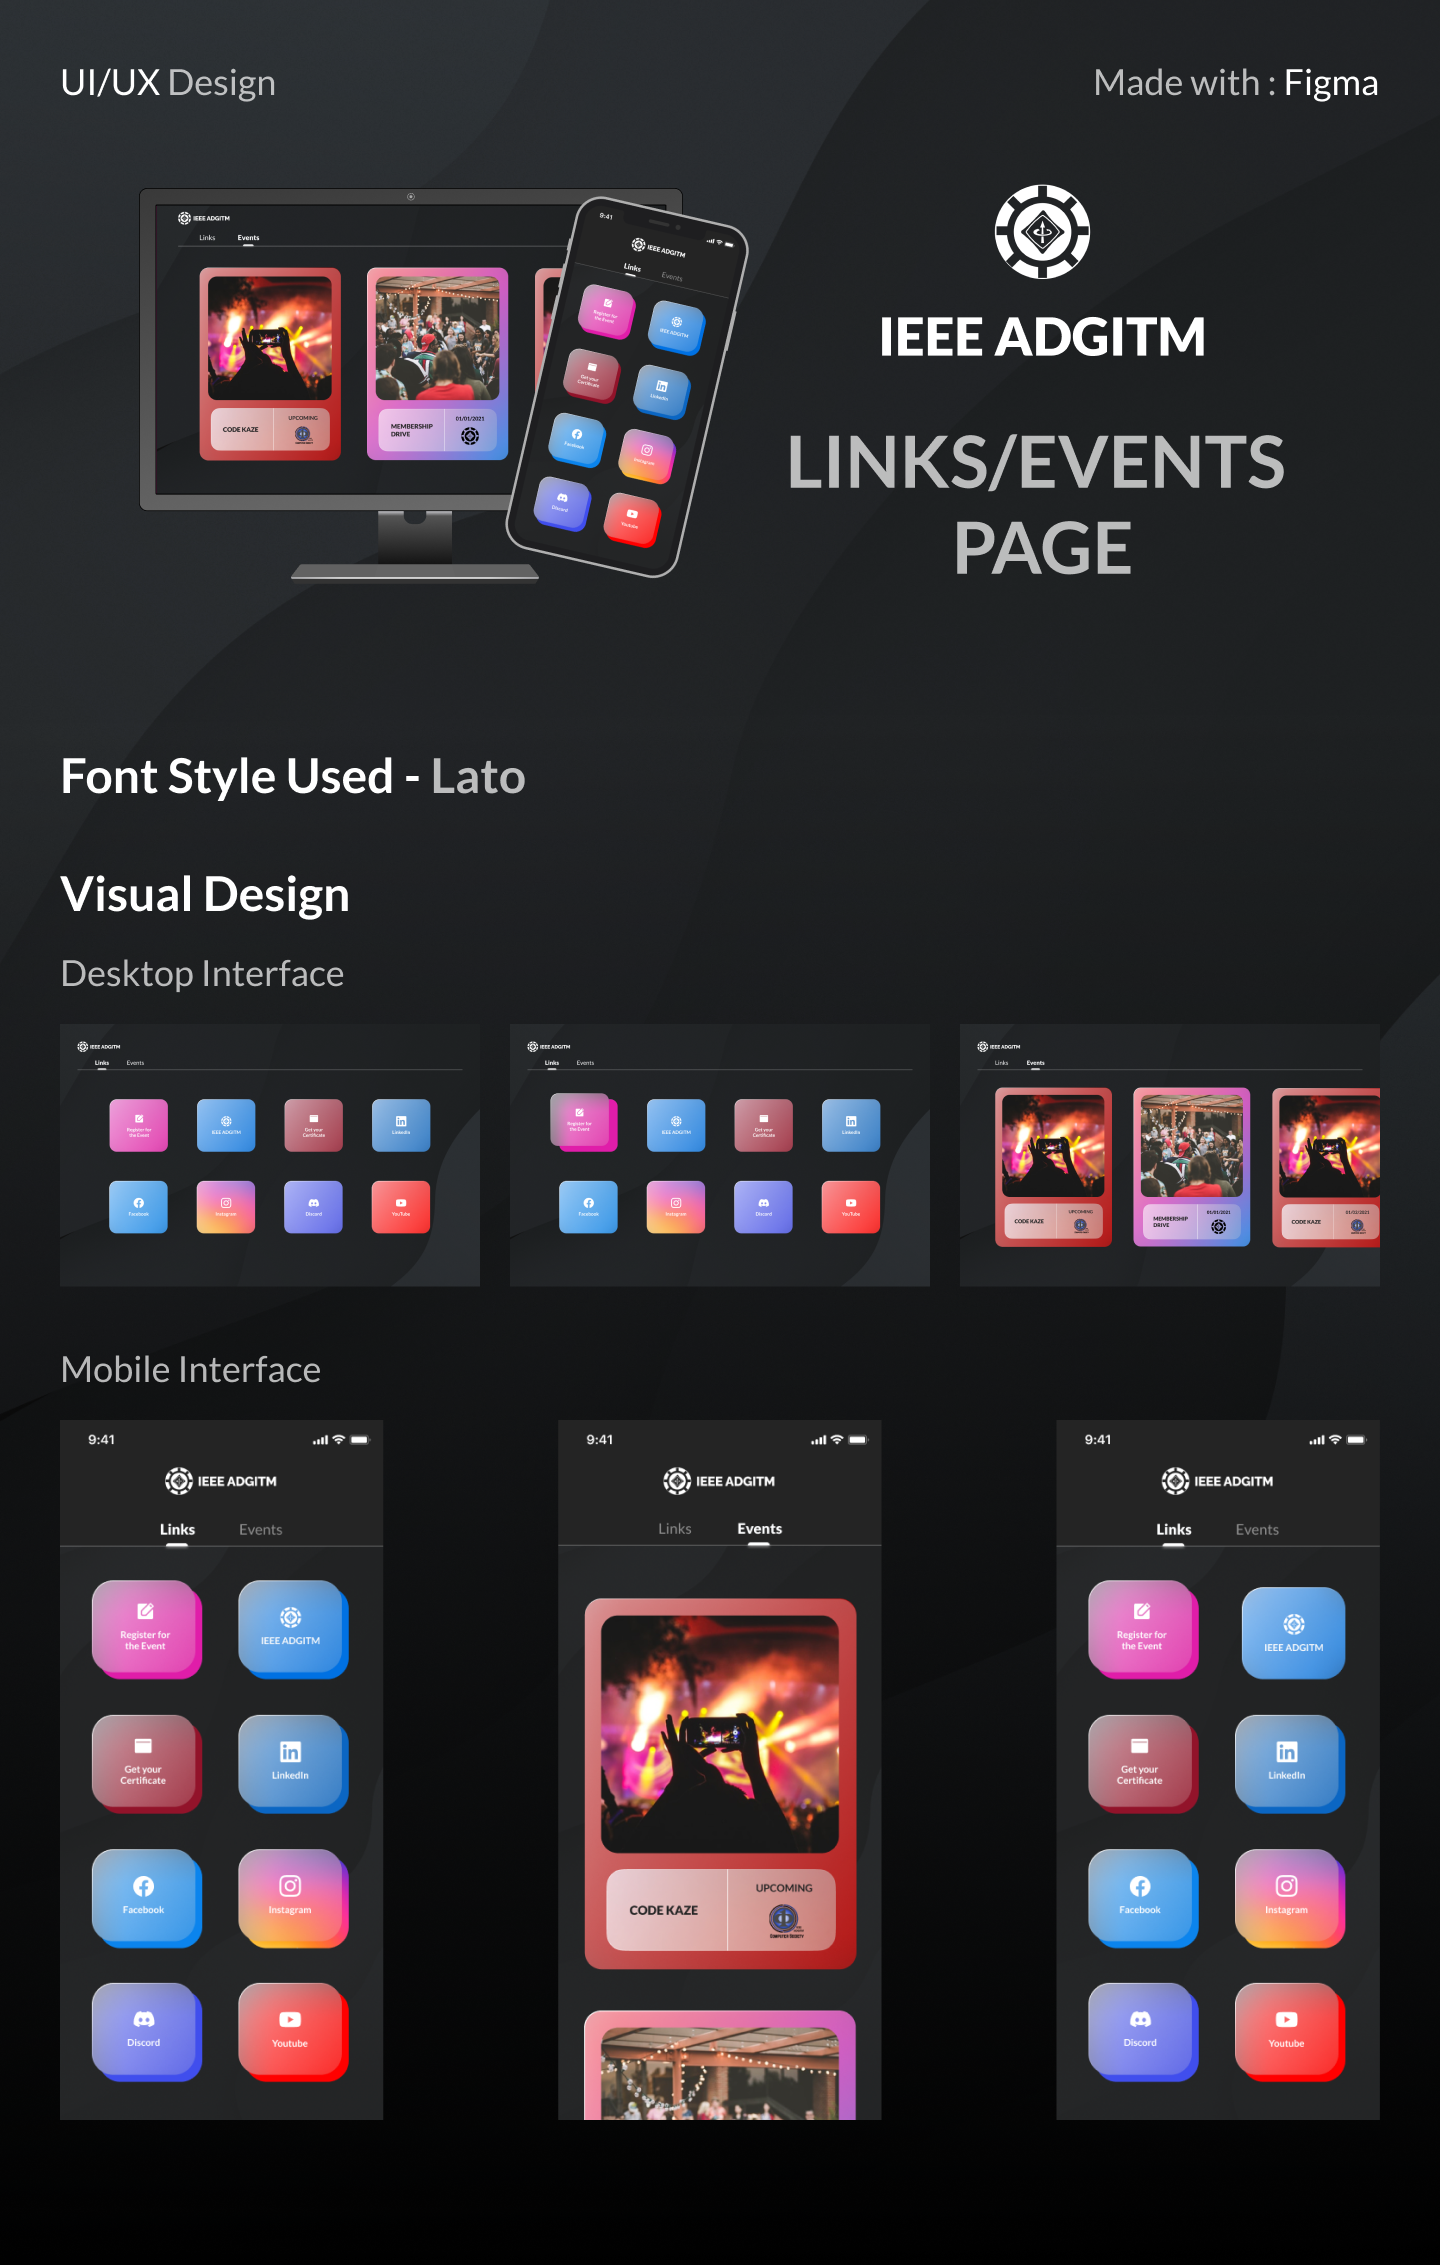 UI/UX Design
Made with : Figma
IEEE ADGITM
Links Events
CODE KAZE
UPCOMING
MEMBERSHIP
DRIVE
01/01/2021
9:41
IEEE ADGITM
Links Events
Register for
the Event
IEEE ADGITM
Get your
Certificate
LinkedIn
Facebook
Instagram
Discord
Youtube
IEEE ADGITM
LINKS/EVENTS
PAGE
Font Style Used - Lato
Visual Design
Desktop Interface
IEEE ADGITM
Links Events
Register for
the Event
IEEE ADGITM
Get your
Certificate
LinkedIn
Facebook
Instagram
Discord
YouTube
IEEE ADGITM
Links Events
Register for
the Event
IEEE ADGITM
Get your
Certificate
LinkedIn
Facebook
Instagram
Discord
YouTube
IEEE ADGITM
Links Events
CODE KAZE
UPCOMING
MEMBERSHIP
DRIVE
01/01/2021
CODE KAZE
Mobile Interface
9:41
IEEE ADGITM
Links Events
Register for
the Event
IEEE ADGITM
Get your
Certificate
LinkedIn
Facebook
Instagram
Discord
Youtube
9:41
IEEE ADGITM
Links Events
CODE KAZE
UPCOMING
COMPUTER SOCIETY
9:41
IEEE ADGITM
Links Events
Register for
the Event
IEEE ADGITM
Get your
Certificate
LinkedIn
Facebook
Instagram
Discord
Youtube